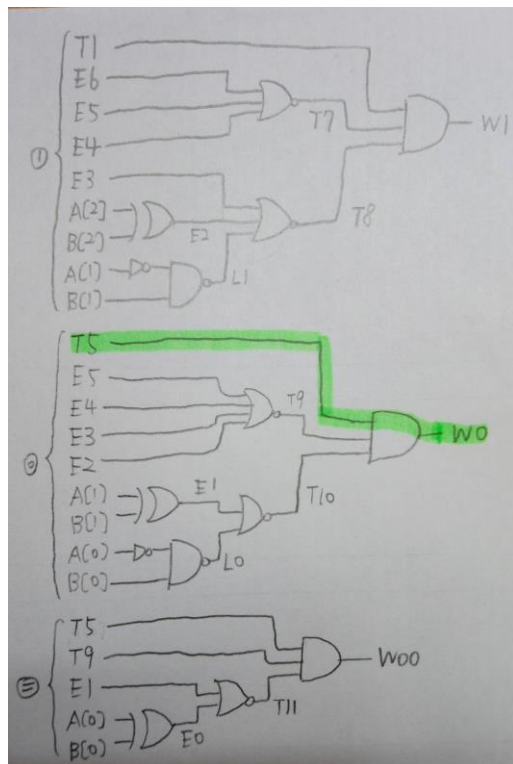 ①
T1
E6
E5
E4
T7
W1
E3
A(2)
B(2)
E2
T8
A(1)
B(1)
L1
②
T5
E5
E4
E3
E2
T9
W0
A(1)
B(1)
E1
T10
A(0)
B(0)
L0
③
T5
T9
W00
E1
T11
A(0)
B(0)
E0